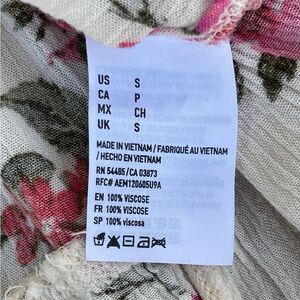 US S
CA P
MX CH
UK S
MADE IN VIETNAM / FABRIQUÉ AU VIETNAM
/ HECHO EN VIETNAM
RN 54485/CA 03873
RFC# AEM120605U9A
EN 100% VISCOSE
FR 100% VISCOSE
SP 100% viscosa